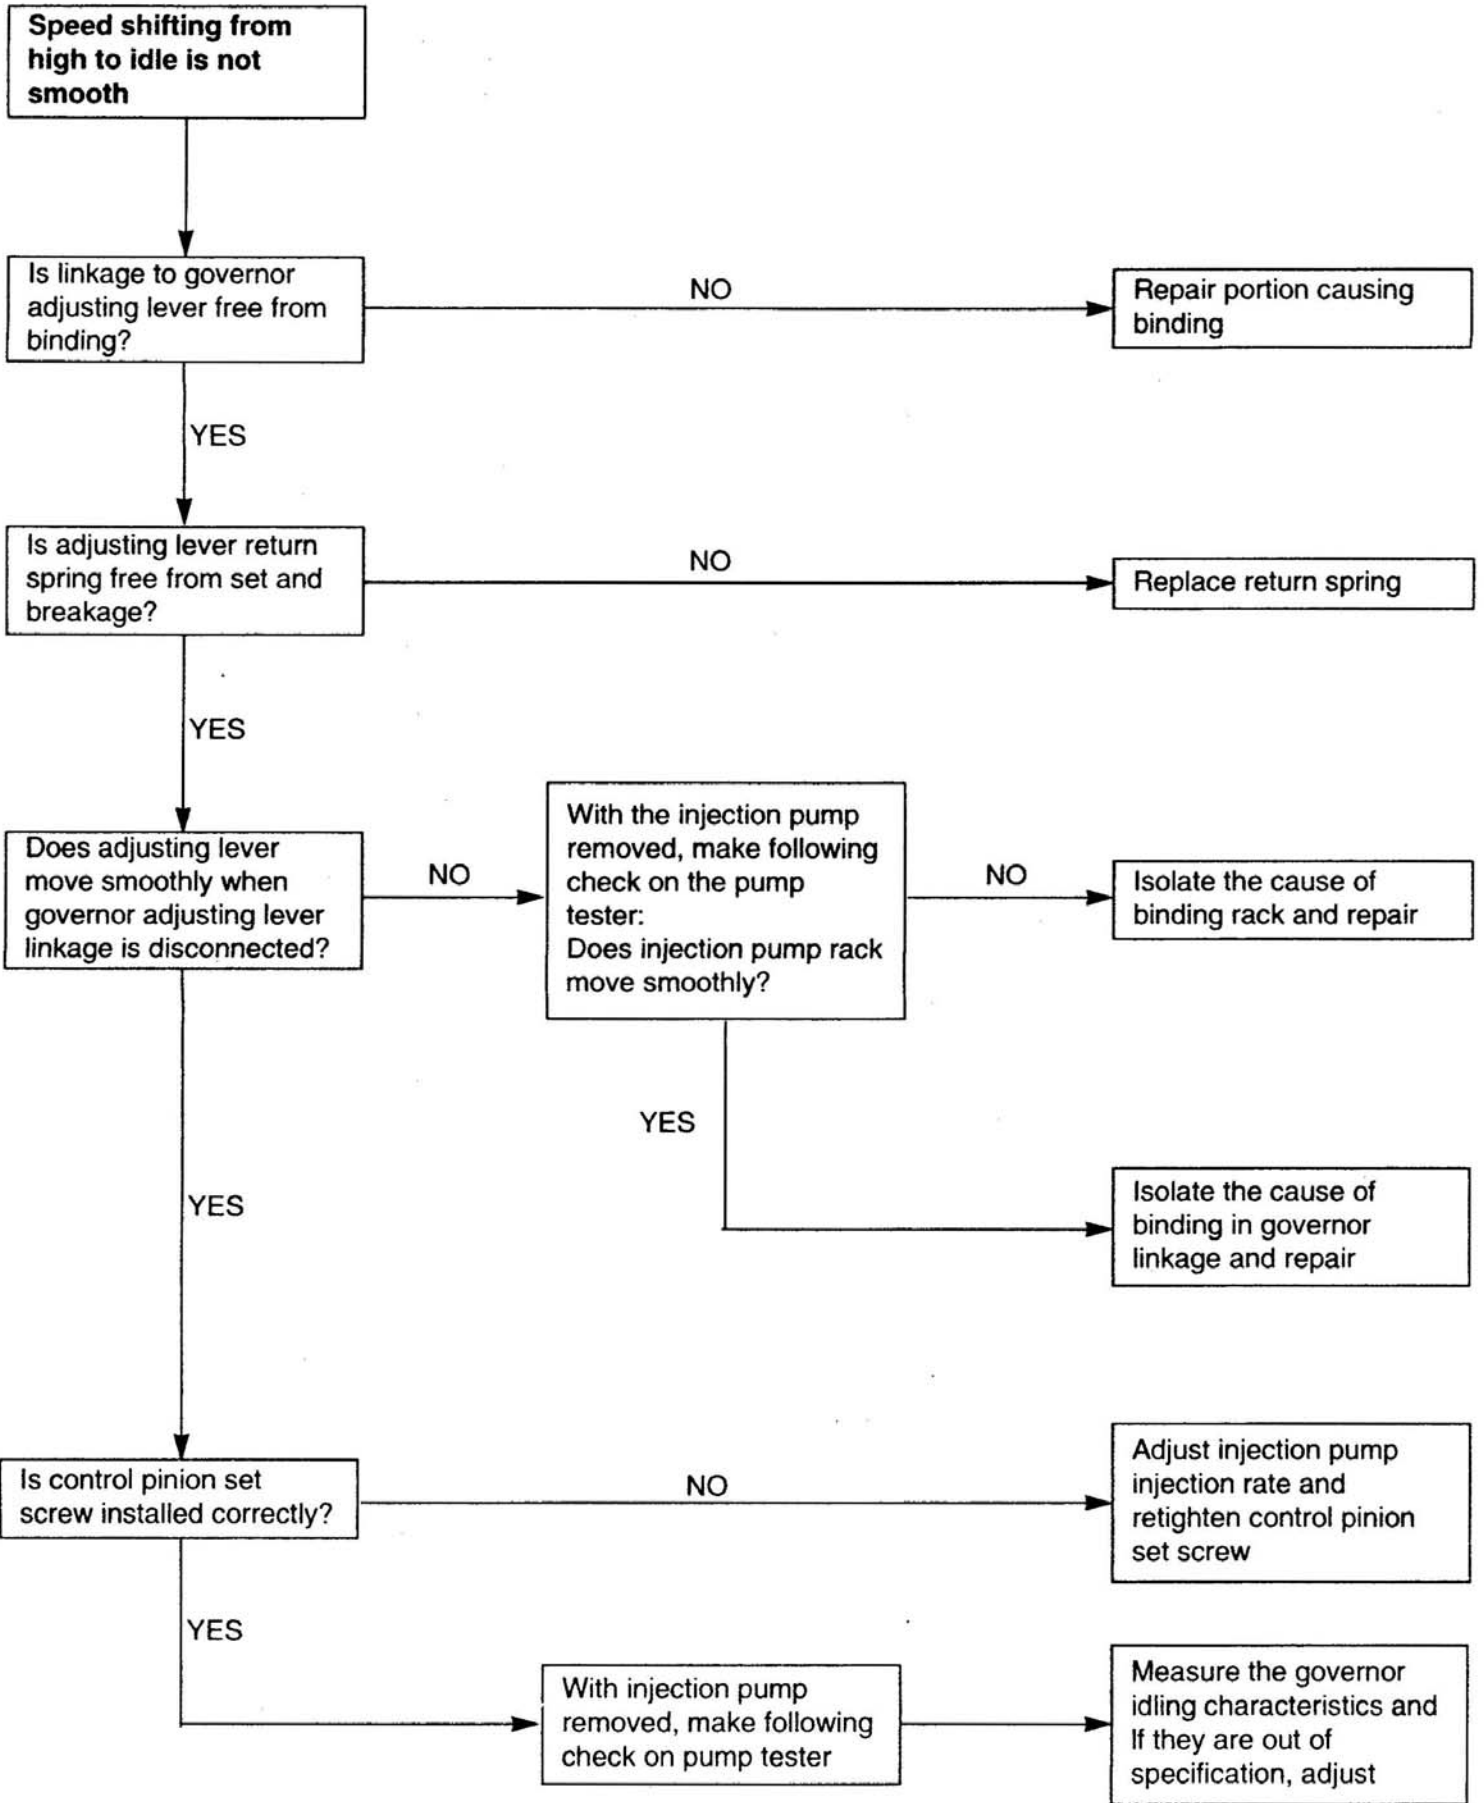 Speed shifting from
high to idle is not
smooth
Is linkage to governor
adjusting lever free from
binding?
NO
Repair portion causing
binding
YES
Is adjusting lever return
spring free from set and
breakage?
NO
Replace return spring
YES
Does adjusting lever
move smoothly when
governor adjusting lever
linkage is disconnected?
NO
With the injection pump
removed, make following
check on the pump
tester:
Does injection pump rack
move smoothly?
NO
Isolate the cause of
binding rack and repair
YES
Isolate the cause of
binding in governor
linkage and repair
YES
Is control pinion set
screw installed correctly?
NO
Adjust injection pump
injection rate and
retighten control pinion
set screw
YES
With injection pump
removed, make following
check on pump tester
Measure the governor
idling characteristics and
If they are out of
specification, adjust